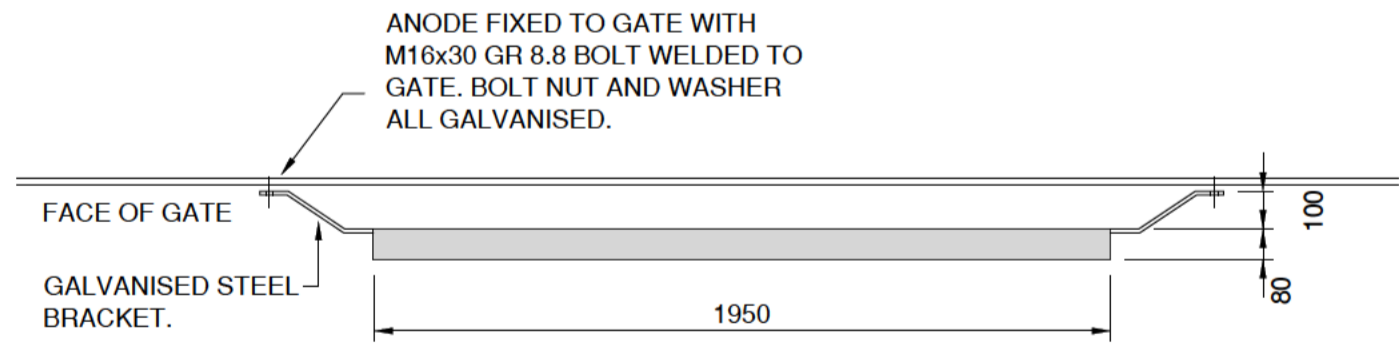 ANODE FIXED TO GATE WITH
M16x30 GR 8.8 BOLT WELDED TO
GATE. BOLT NUT AND WASHER
ALL GALVANISED.
FACE OF GATE
100
GALVANISED STEEL
BRACKET.
80
1950